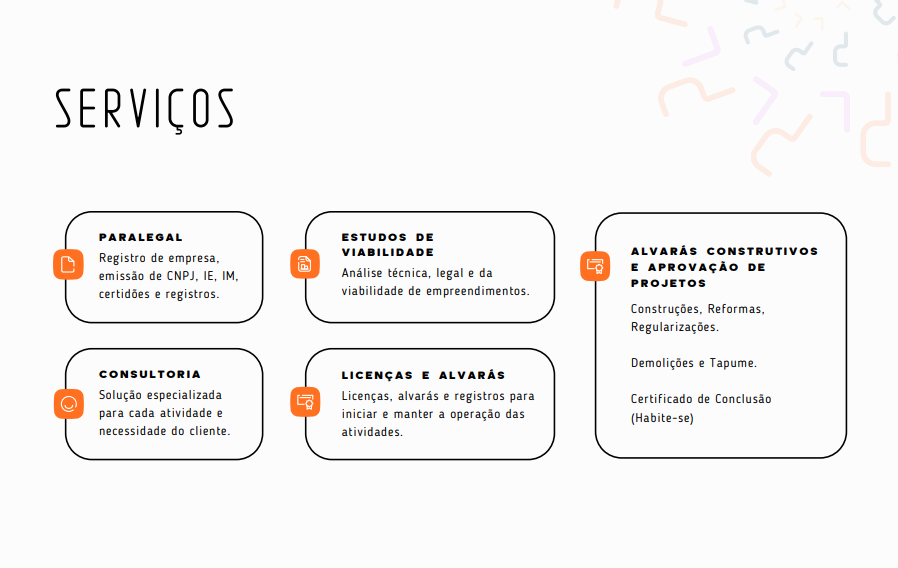 SERVIÇOS
PARALEGAL
Registro de empresa,
emissão de CNPJ, IE, IM,
certidões e registros.
ESTUDOS DE
VIABILIDADE
Análise técnica, legal e da
viabilidade de empreendimentos.
ALVARÁS CONSTRUTIVOS
E APROVAÇÃO DE
PROJETOS
Construções, Reformas,
Regularizações.
Demolições e Tapume.
Certificado de Conclusão
(Habite-se)
CONSULTORIA
Solução especializada
para cada atividade e
necessidade do cliente.
LICENÇAS E ALVARÁS
Licenças, alvarás e registros para
iniciar e manter a operação das
atividades.